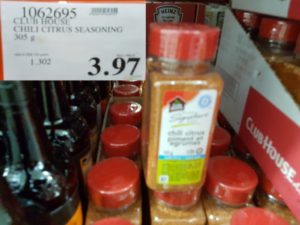 1062695
CLUB HOUSE
CHILI CITRUS SEASONING
305 g
1.302
3.97
HEINZ
Signature
chili citrus
piment et
agrumes
CLUB HOUSE